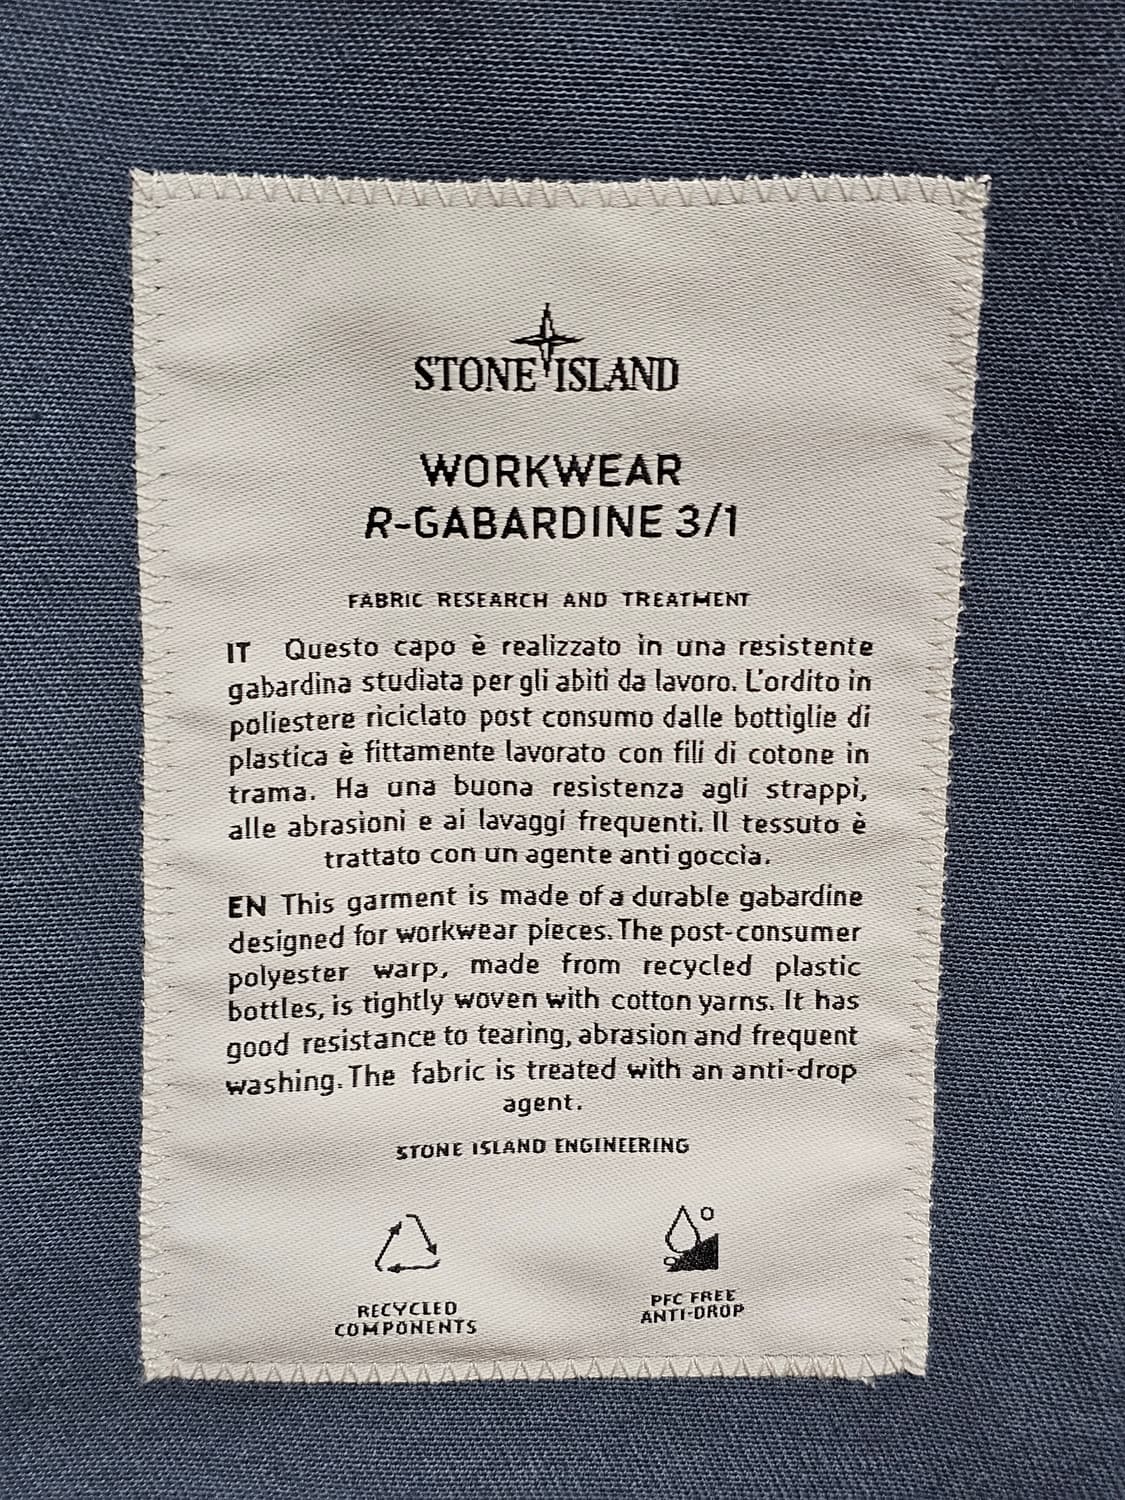 STONE ISLAND
WORKWEAR
R-GABARDINE 3/1
FABRIC RESEARCH AND TREATMENT
IT Questo capo è realizzato in una resistente
gabardina studiata per gli abiti da lavoro. L'ordito in
poliestere riciclato post consumo dalle bottiglie di
plastica è fittamente lavorato con fili di cotone in
trama. Ha una buona resistenza agli strappi,
alle abrasioni e ai lavaggi frequenti. Il tessuto è
trattato con un agente anti goccia.
EN This garment is made of a durable gabardine
designed for workwear pieces. The post-consumer
polyester warp, made from recycled plastic
bottles, is tightly woven with cotton yarns. It has
good resistance to tearing, abrasion and frequent
washing. The fabric is treated with an anti-drop
agent.
STONE ISLAND ENGINEERING
RECYCLED
COMPONENTS
PFC FREE
ANTI-DROP